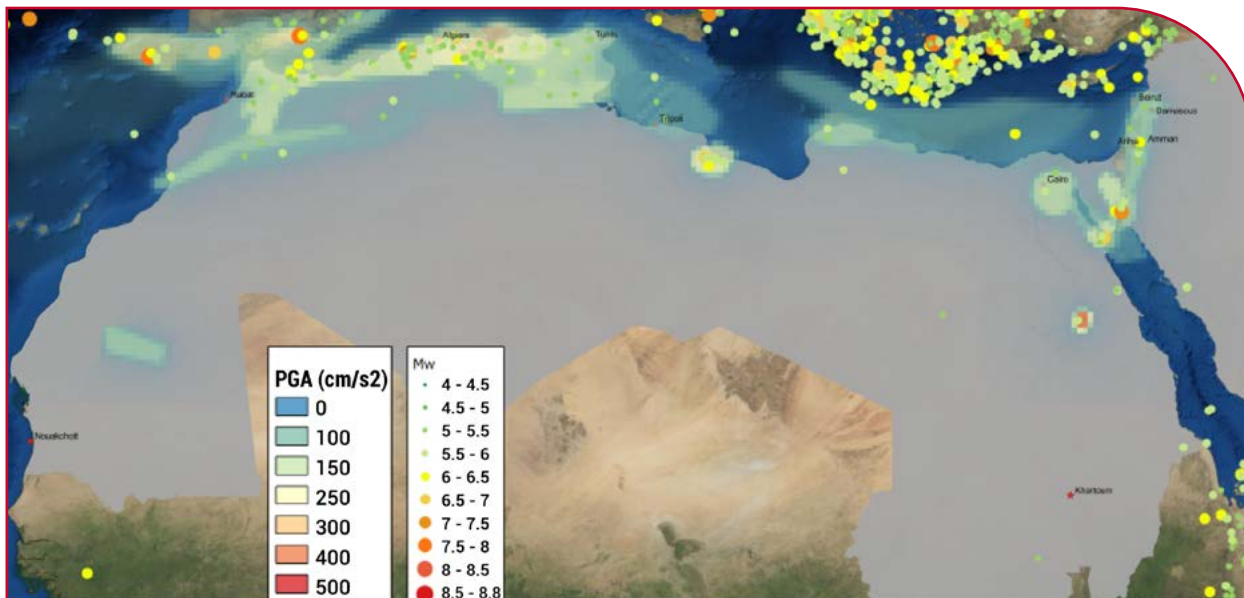 Algiers
Tunis
Rabat
Beirut
Damascus
Tripoli
Amman
Cairo
PGA (cm/s2)
0
100
150
250
300
400
500
Mw
4 - 4.5
4.5 - 5
5 - 5.5
5.5 - 6
6 - 6.5
6.5 - 7
7 - 7.5
7.5 - 8
8 - 8.5
8.5 - 8.8
Nouakchott
Khartoum